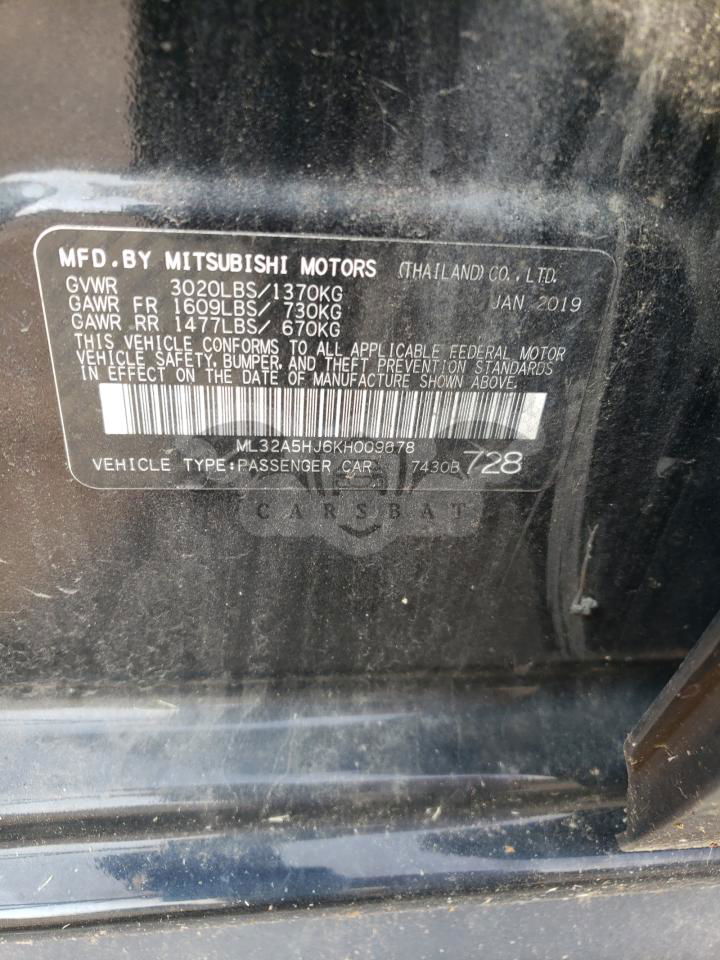 MFD.BY MITSUBISHI MOTORS (THAILAND) CO., LTD.
GVWR 3020LBS/1370KG JAN 2019
GAWR FR 1609LBS/ 730KG
GAWR RR 1477LBS/ 670KG
THIS VEHICLE CONFORMS TO ALL APPLICABLE FEDERAL MOTOR
VEHICLE SAFETY, BUMPER, AND THEFT PREVENTION STANDARDS
IN EFFECT ON THE DATE OF MANUFACTURE SHOWN ABOVE.
ML32A5HJ6KH009678
VEHICLE TYPE:PASSENGER CAR 7430B 728
CARSBAT